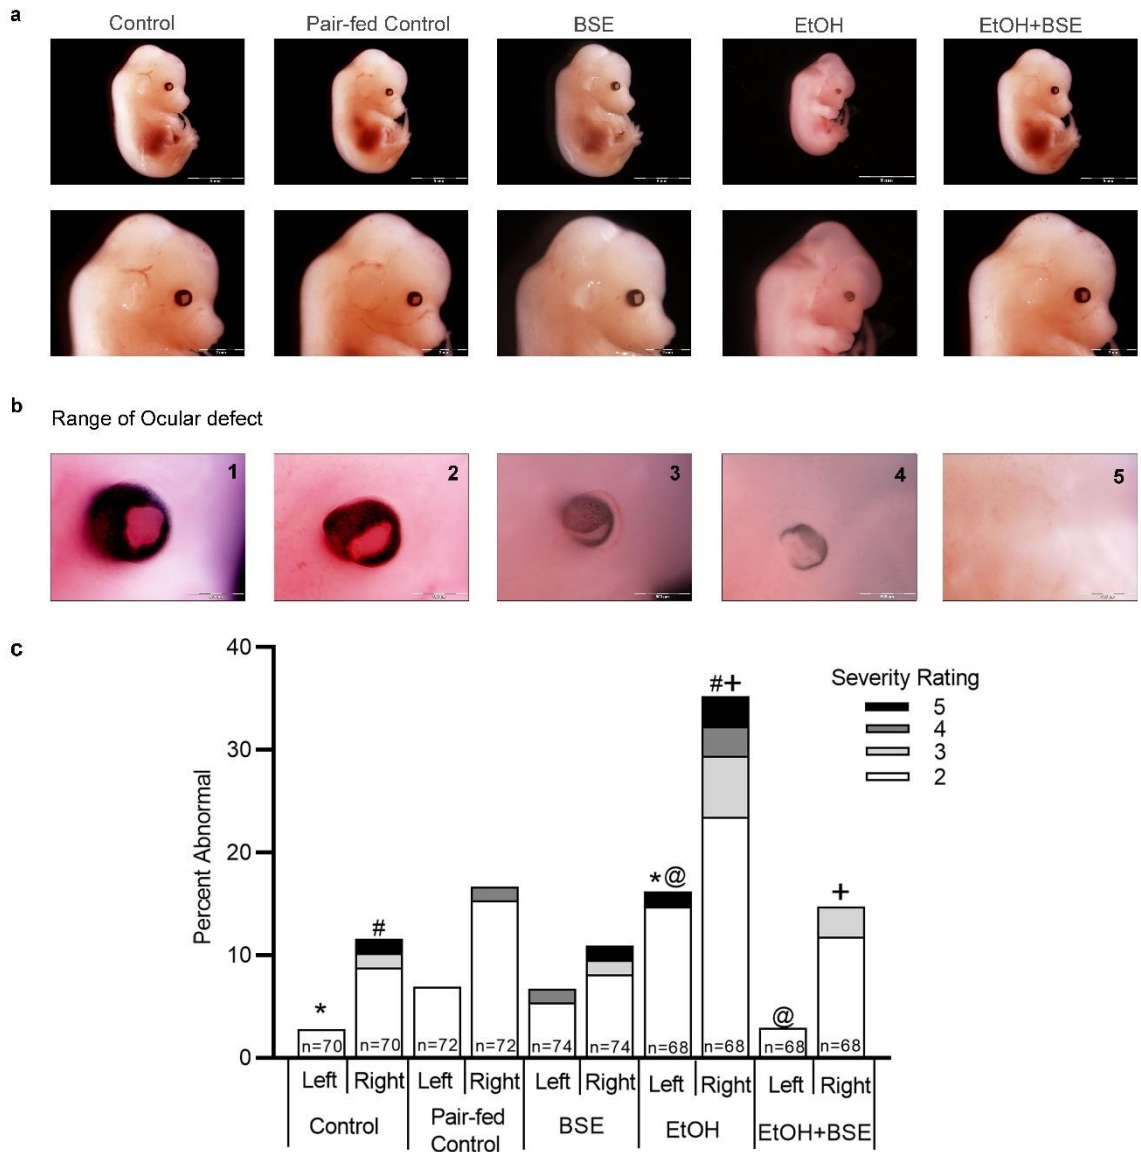 a
Control
Pair-fed Control
BSE
EtOH
EtOH+BSE
b
Range of Ocular defect
1
2
3
4
5
c
40
30
20
10
0
Percent Abnormal
Severity Rating
5
4
3
2
*
#
*@
#+
@
+
n=70
n=70
n=72
n=72
n=74
n=74
n=68
n=68
n=68
n=68
Left
Right
Left
Right
Left
Right
Left
Right
Left
Right
Control
Pair-fed
Control
BSE
EtOH
EtOH+BSE